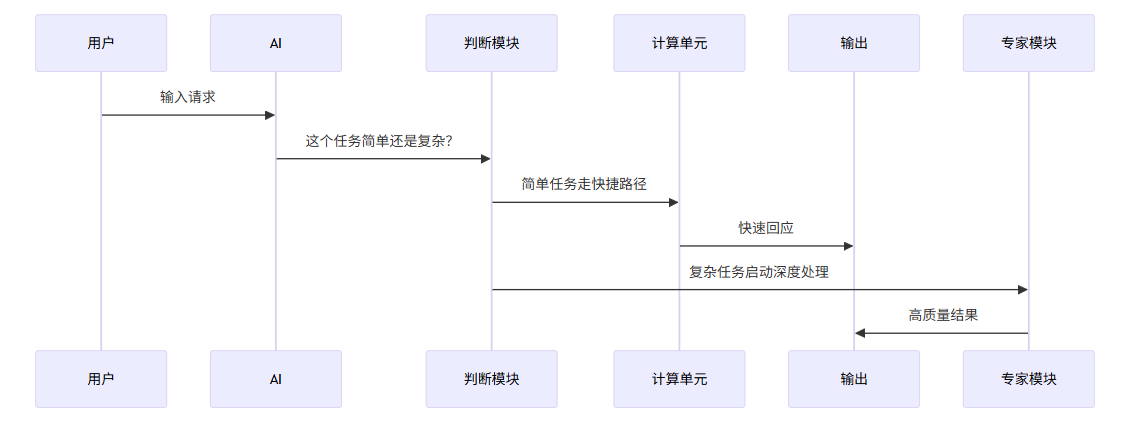 用户
AI
判断模块
计算单元
输出
专家模块
输入请求
这个任务简单还是复杂?
简单任务走快捷路径
快速回应
复杂任务启动深度处理
高质量结果
用户
AI
判断模块
计算单元
输出
专家模块